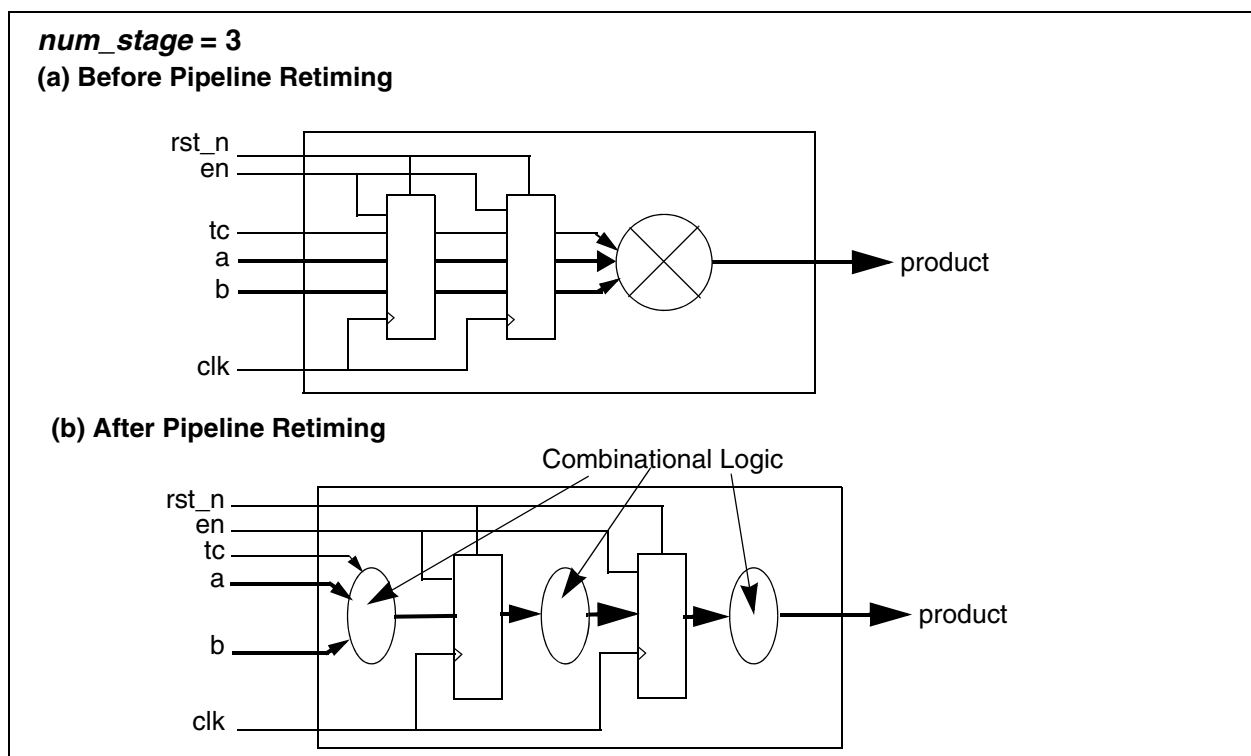 num_stage = 3
(a) Before Pipeline Retiming
rst_n
en
tc
a
b
clk
product
(b) After Pipeline Retiming
Combinational Logic
rst_n
en
tc
a
b
clk
product